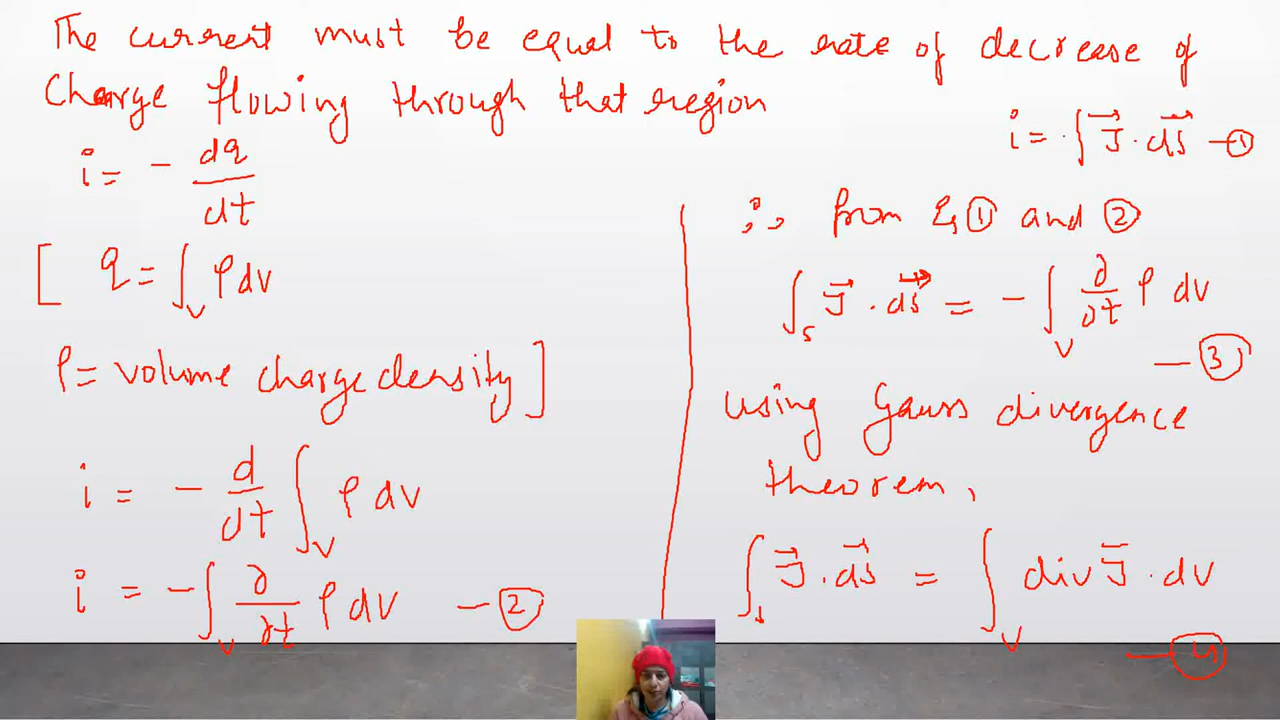 The current must be equal to the rate of decrease of
Charge flowing through that region
i = - dq/dt
[ q = ∫_V ρ dv
ρ = volume charge density ]
i = - d/dt ∫_V ρ dv
i = - ∫_V ∂/∂t ρ dv — ②
i = ∫ J⃗ · ds⃗ — ①
∴, from Eq ① and ②
∫_s J⃗ · ds⃗ = - ∫_V ∂/∂t ρ dv
— ③
using Gauss divergence
theorem,
∫_s J⃗ · ds⃗ = ∫_V div J⃗ · dv
— ④